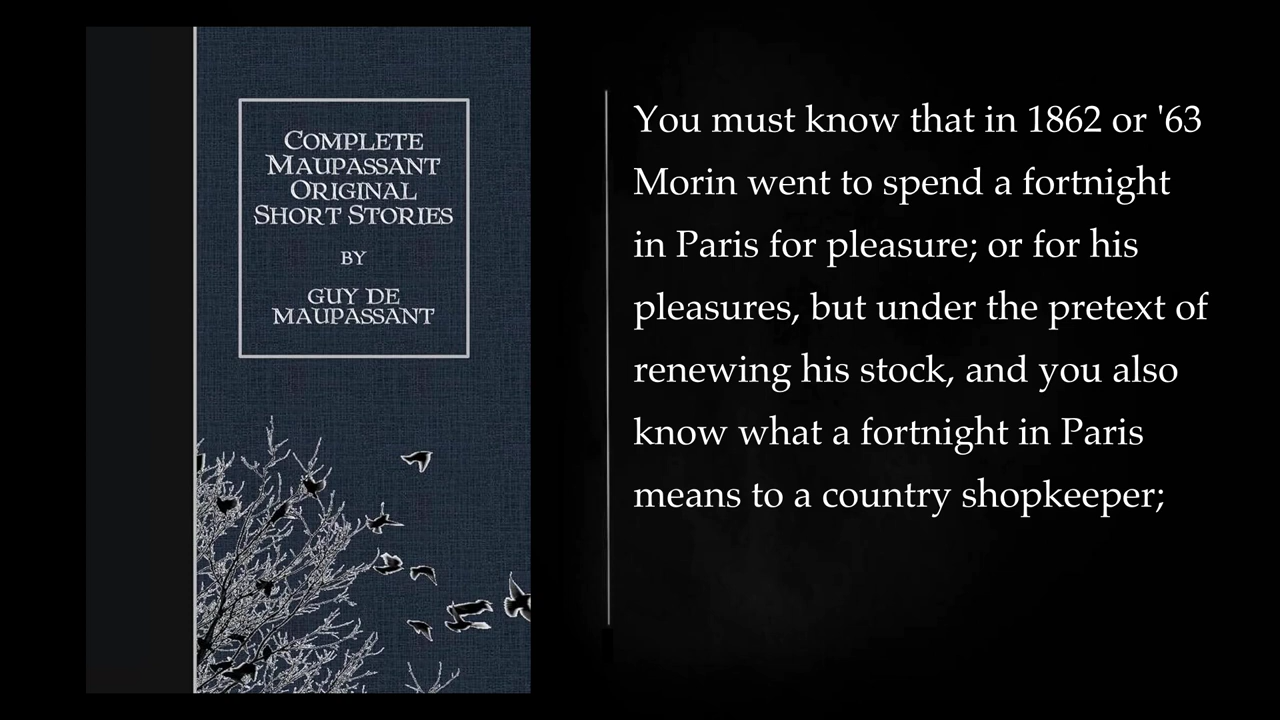 COMPLETE
MAUPASSANT
ORIGINAL
SHORT STORIES
BY
GUY DE
MAUPASSANT
You must know that in 1862 or '63
Morin went to spend a fortnight
in Paris for pleasure; or for his
pleasures, but under the pretext of
renewing his stock, and you also
know what a fortnight in Paris
means to a country shopkeeper;